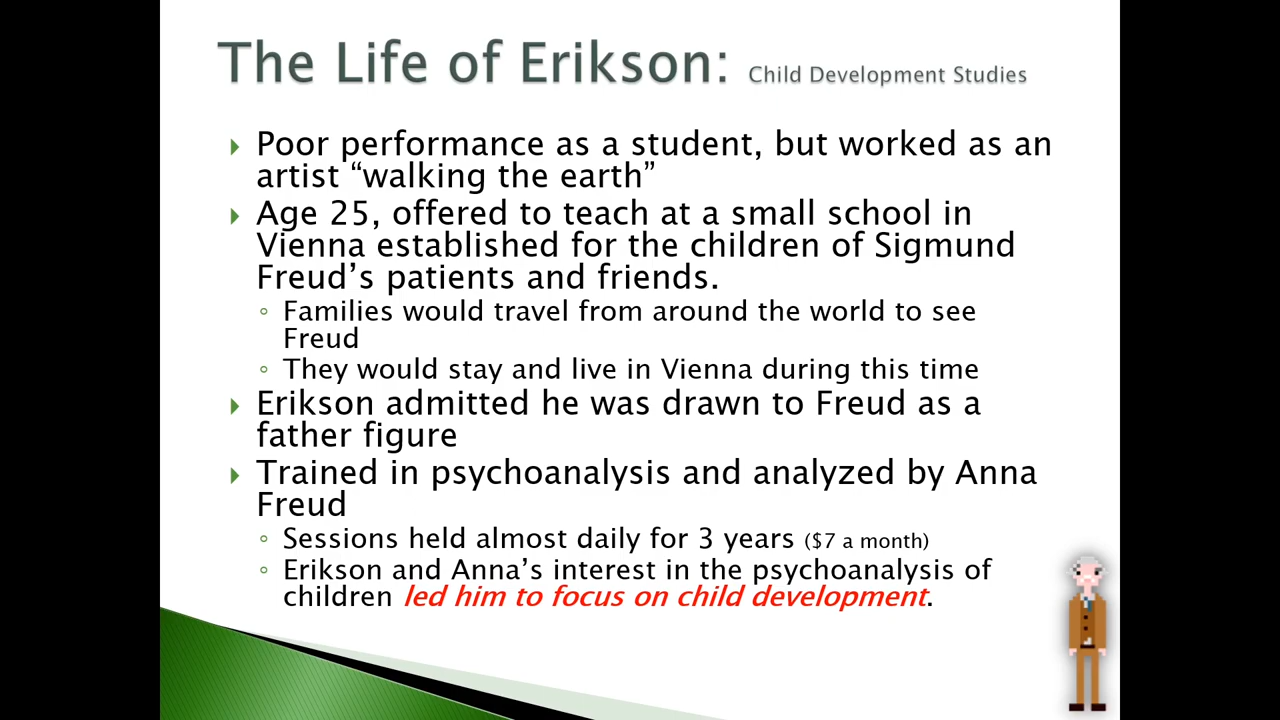 The Life of Erikson: Child Development Studies
Poor performance as a student, but worked as an
artist “walking the earth”
Age 25, offered to teach at a small school in
Vienna established for the children of Sigmund
Freud’s patients and friends.
Families would travel from around the world to see
Freud
They would stay and live in Vienna during this time
Erikson admitted he was drawn to Freud as a
father figure
Trained in psychoanalysis and analyzed by Anna
Freud
Sessions held almost daily for 3 years ($7 a month)
Erikson and Anna’s interest in the psychoanalysis of
children led him to focus on child development.